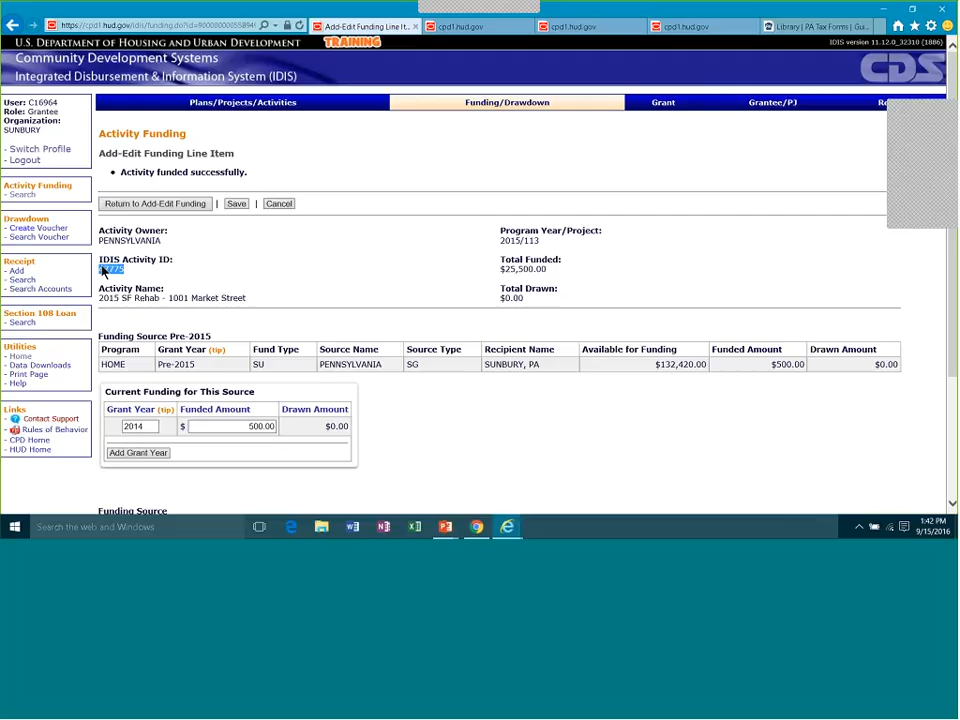 https://cpd1.hud.gov/idis/funding.do?id=900000000558949
Add-Edit Funding Line It...
cpd1.hud.gov
cpd1.hud.gov
cpd1.hud.gov
Library | PA Tax Forms | Gui...
U.S. DEPARTMENT OF HOUSING AND URBAN DEVELOPMENT TRAINING IDIS version 11.12.0_32310 (1886)
Community Development Systems
Integrated Disbursement & Information System (IDIS)
CDS
User: C16964
Role: Grantee
Organization:
SUNBURY
- Switch Profile
- Logout
Activity Funding
- Search
Drawdown
- Create Voucher
- Search Voucher
Receipt
- Add
- Search
- Search Accounts
Section 108 Loan
- Search
Utilities
- Home
- Data Downloads
- Print Page
- Help
Links
- Contact Support
- Rules of Behavior
- CPD Home
- HUD Home
Plans/Projects/Activities Funding/Drawdown Grant Grantee/PJ
Activity Funding
Add-Edit Funding Line Item
• Activity funded successfully.
Return to Add-Edit Funding | Save | Cancel
Activity Owner:
PENNSYLVANIA
Program Year/Project:
2015/113
IDIS Activity ID:
Total Funded:
$25,500.00
Activity Name:
2015 SF Rehab - 1001 Market Street
Total Drawn:
$0.00
Funding Source Pre-2015
Program Grant Year (tip) Fund Type Source Name Source Type Recipient Name Available for Funding Funded Amount Drawn Amount
HOME Pre-2015 SU PENNSYLVANIA SG SUNBURY, PA $132,420.00 $500.00 $0.00
Current Funding for This Source
Grant Year (tip) Funded Amount Drawn Amount
2014 $ 500.00 $0.00
Add Grant Year
Funding Source
Search the web and Windows
1:42 PM
9/15/2016